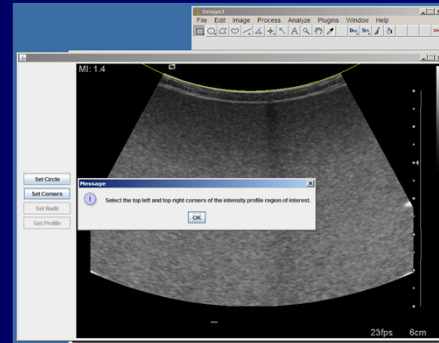 ImageJ
File Edit Image Process Analyze Plugins Window Help
Dev Stk
MI: 1.4
Set Circle
Set Corners
Set Radii
Get Profile
Message
Select the top left and top right corners of the intensity profile region of interest.
OK
23fps 6cm